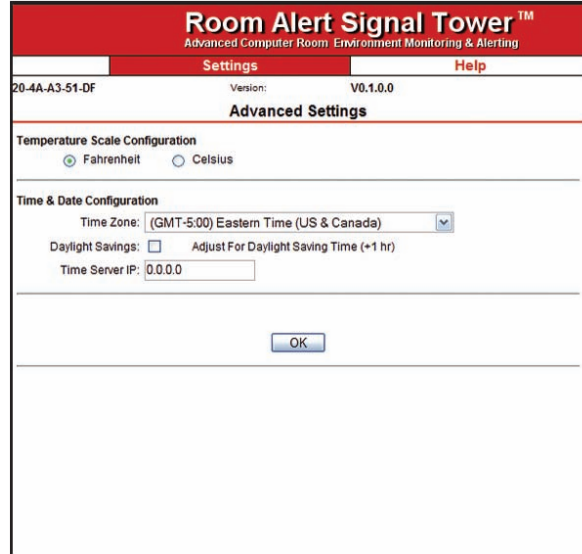 Room Alert Signal Tower™
Advanced Computer Room Environment Monitoring & Alerting
Settings Help
20-4A-A3-51-DF Version: V0.1.0.0
Advanced Settings
Temperature Scale Configuration
Fahrenheit Celsius
Time & Date Configuration
Time Zone: (GMT-5:00) Eastern Time (US & Canada)
Daylight Savings: Adjust For Daylight Saving Time (+1 hr)
Time Server IP: 0.0.0.0
OK